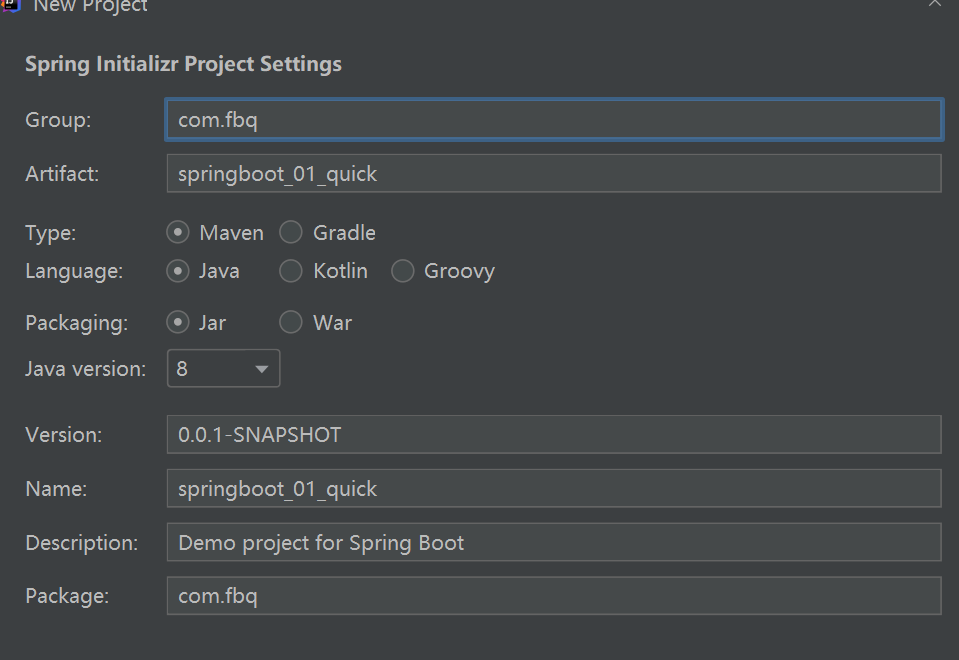 New Project
Spring Initializr Project Settings
Group: com.fbq
Artifact: springboot_01_quick
Type: Maven Gradle
Language: Java Kotlin Groovy
Packaging: Jar War
Java version: 8
Version: 0.0.1-SNAPSHOT
Name: springboot_01_quick
Description: Demo project for Spring Boot
Package: com.fbq